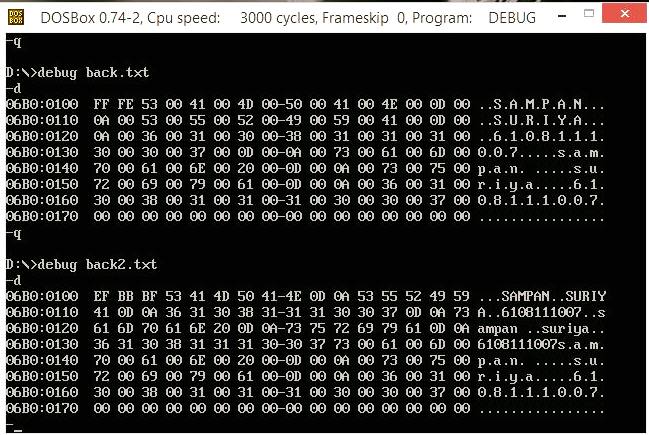 DOSBox 0.74-2, Cpu speed: 3000 cycles, Frameskip 0, Program: DEBUG
-q
D:\>debug back.txt
-d
06B0:0100 FF FE 53 00 41 00 4D 00-50 00 41 00 4E 00 0D 00 ..S.A.M.P.A.N...
06B0:0110 0A 00 53 00 55 00 52 00-49 00 59 00 41 00 0D 00 ..S.U.R.I.Y.A...
06B0:0120 0A 00 36 00 31 00 30 00-38 00 31 00 31 00 31 00 ..6.1.0.8.1.1.1.
06B0:0130 30 00 30 00 37 00 0D 00-0A 00 73 00 61 00 6D 00 0.0.7.....s.a.m.
06B0:0140 70 00 61 00 6E 00 20 00-0D 00 0A 00 73 00 75 00 p.a.n. .....s.u.
06B0:0150 72 00 69 00 79 00 61 00-0D 00 0A 00 36 00 31 00 r.i.y.a.....6.1.
06B0:0160 30 00 38 00 31 00 31 00-31 00 30 00 30 00 37 00 0.8.1.1.1.0.0.7.
06B0:0170 00 00 00 00 00 00 00 00-00 00 00 00 00 00 00 00 ................
-q
D:\>debug back2.txt
-d
06B0:0100 EF BB BF 53 41 4D 50 41-4E 0D 0A 53 55 52 49 59 ...SAMPAN..SURIY
06B0:0110 41 0D 0A 36 31 30 38 31-31 31 30 30 37 0D 0A 73 A..6108111007..s
06B0:0120 61 6D 70 61 6E 20 0D 0A-73 75 72 69 79 61 0D 0A ampan ..suriya..
06B0:0130 36 31 30 38 31 31 31 30-30 37 73 00 61 00 6D 00 6108111007s.a.m.
06B0:0140 70 00 61 00 6E 00 20 00-0D 00 0A 00 73 00 75 00 p.a.n. .....s.u.
06B0:0150 72 00 69 00 79 00 61 00-0D 00 0A 00 36 00 31 00 r.i.y.a.....6.1.
06B0:0160 30 00 38 00 31 00 31 00-31 00 30 00 30 00 37 00 0.8.1.1.1.0.0.7.
06B0:0170 00 00 00 00 00 00 00 00-00 00 00 00 00 00 00 00 ................
-_